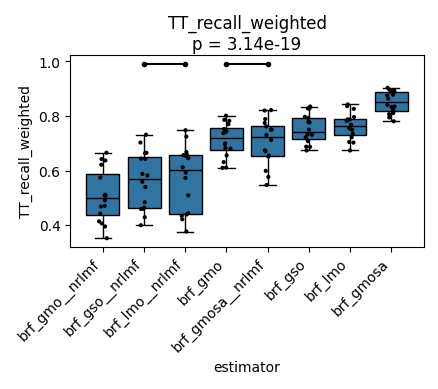 TT_recall_weighted
p = 3.14e-19
TT_recall_weighted
1.0
0.8
0.6
0.4
brf_gmo__nrlmf
brf_gso__nrlmf
brf_lmo__nrlmf
brf_gmo
brf_gmosa__nrlmf
brf_gso
brf_lmo
brf_gmosa
estimator